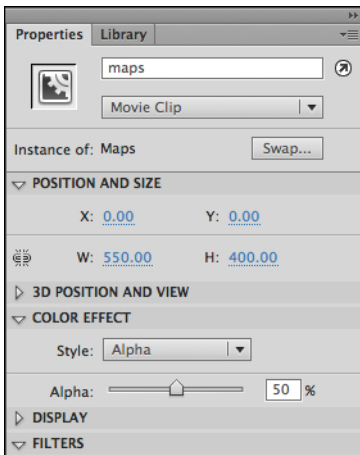 Properties Library
maps
Movie Clip
Instance of: Maps Swap...
POSITION AND SIZE
X: 0.00 Y: 0.00
W: 550.00 H: 400.00
3D POSITION AND VIEW
COLOR EFFECT
Style: Alpha
Alpha: 50 %
DISPLAY
FILTERS